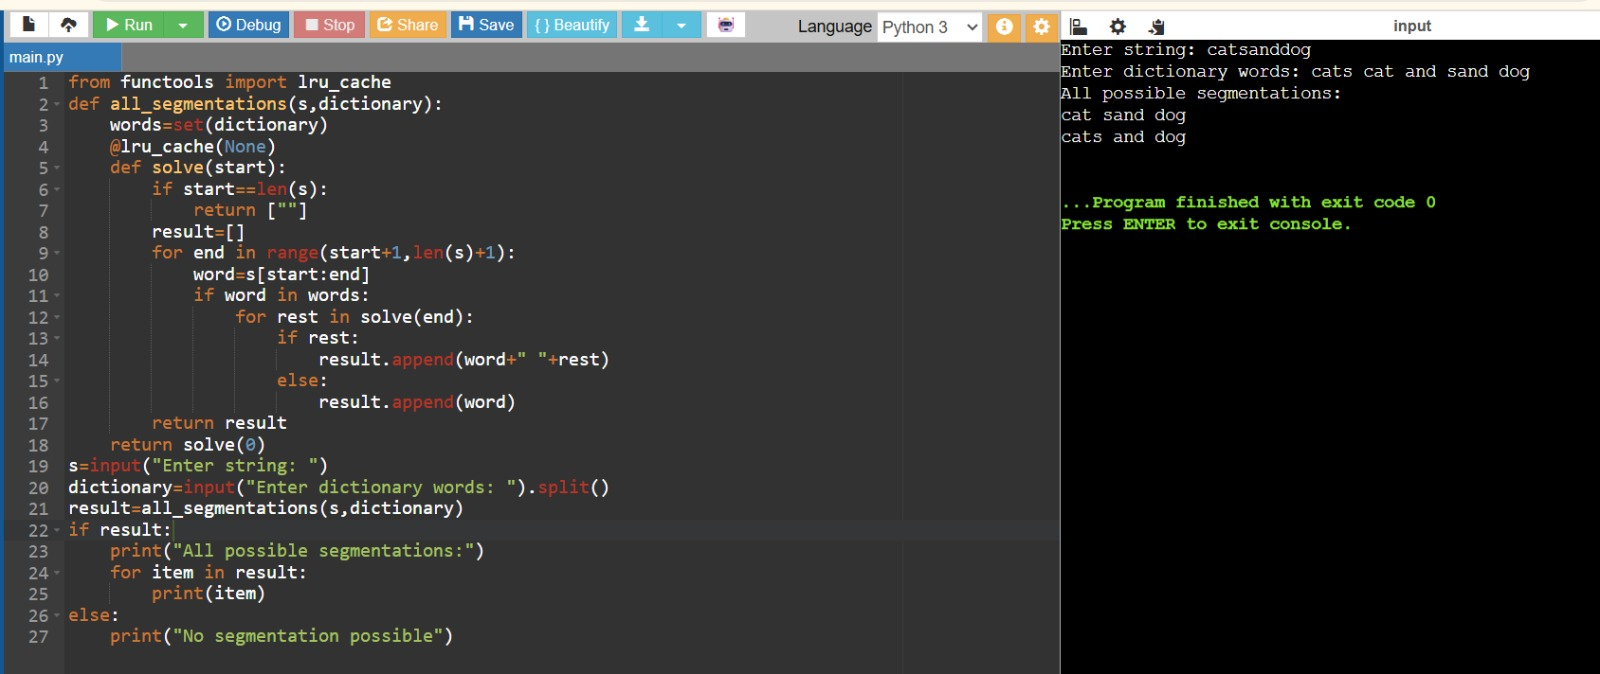 Run Debug Stop Share Save { } Beautify Language Python 3 input
main.py
1 from functools import lru_cache
2 def all_segmentations(s,dictionary):
3     words=set(dictionary)
4     @lru_cache(None)
5     def solve(start):
6         if start==len(s):
7             return [""]
8         result=[]
9         for end in range(start+1,len(s)+1):
10             word=s[start:end]
11             if word in words:
12                 for rest in solve(end):
13                     if rest:
14                         result.append(word+" "+rest)
15                     else:
16                         result.append(word)
17         return result
18     return solve(0)
19 s=input("Enter string: ")
20 dictionary=input("Enter dictionary words: ").split()
21 result=all_segmentations(s,dictionary)
22 if result:
23     print("All possible segmentations:")
24     for item in result:
25         print(item)
26 else:
27     print("No segmentation possible")
Enter string: catsanddog
Enter dictionary words: cats cat and sand dog
All possible segmentations:
cat sand dog
cats and dog
...Program finished with exit code 0
Press ENTER to exit console.